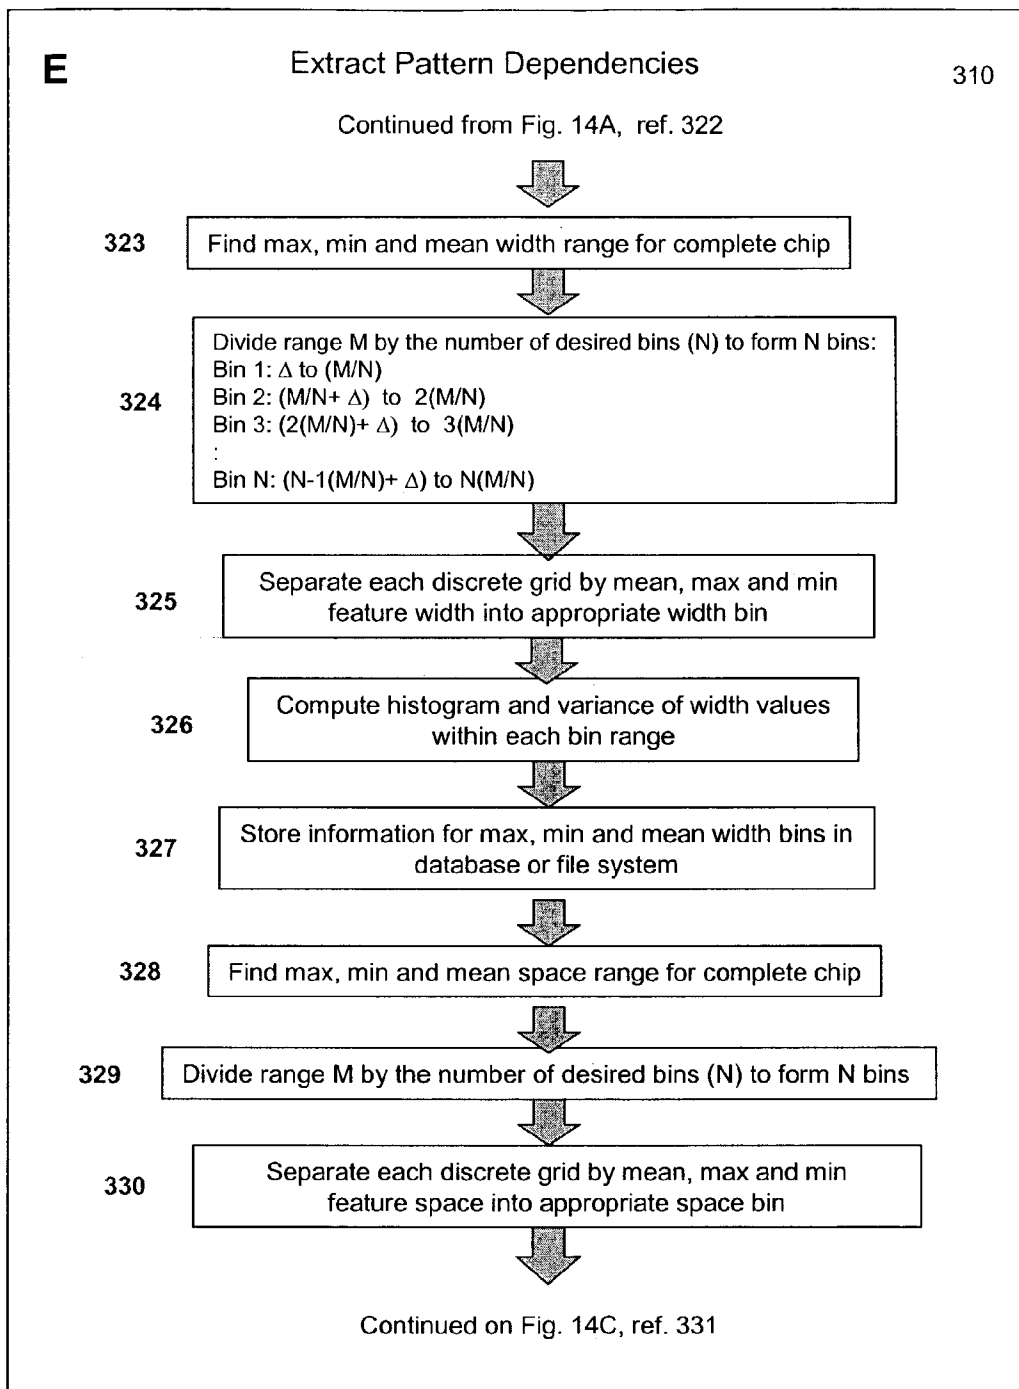 E
Extract Pattern Dependencies
310
Continued from Fig. 14A, ref. 322
323
Find max, min and mean width range for complete chip
324
Divide range M by the number of desired bins (N) to form N bins:
Bin 1: Δ to (M/N)
Bin 2: (M/N+ Δ) to 2(M/N)
Bin 3: (2(M/N)+ Δ) to 3(M/N)
:
Bin N: (N-1(M/N)+ Δ) to N(M/N)
325
Separate each discrete grid by mean, max and min
feature width into appropriate width bin
326
Compute histogram and variance of width values
within each bin range
327
Store information for max, min and mean width bins in
database or file system
328
Find max, min and mean space range for complete chip
329
Divide range M by the number of desired bins (N) to form N bins
330
Separate each discrete grid by mean, max and min
feature space into appropriate space bin
Continued on Fig. 14C, ref. 331